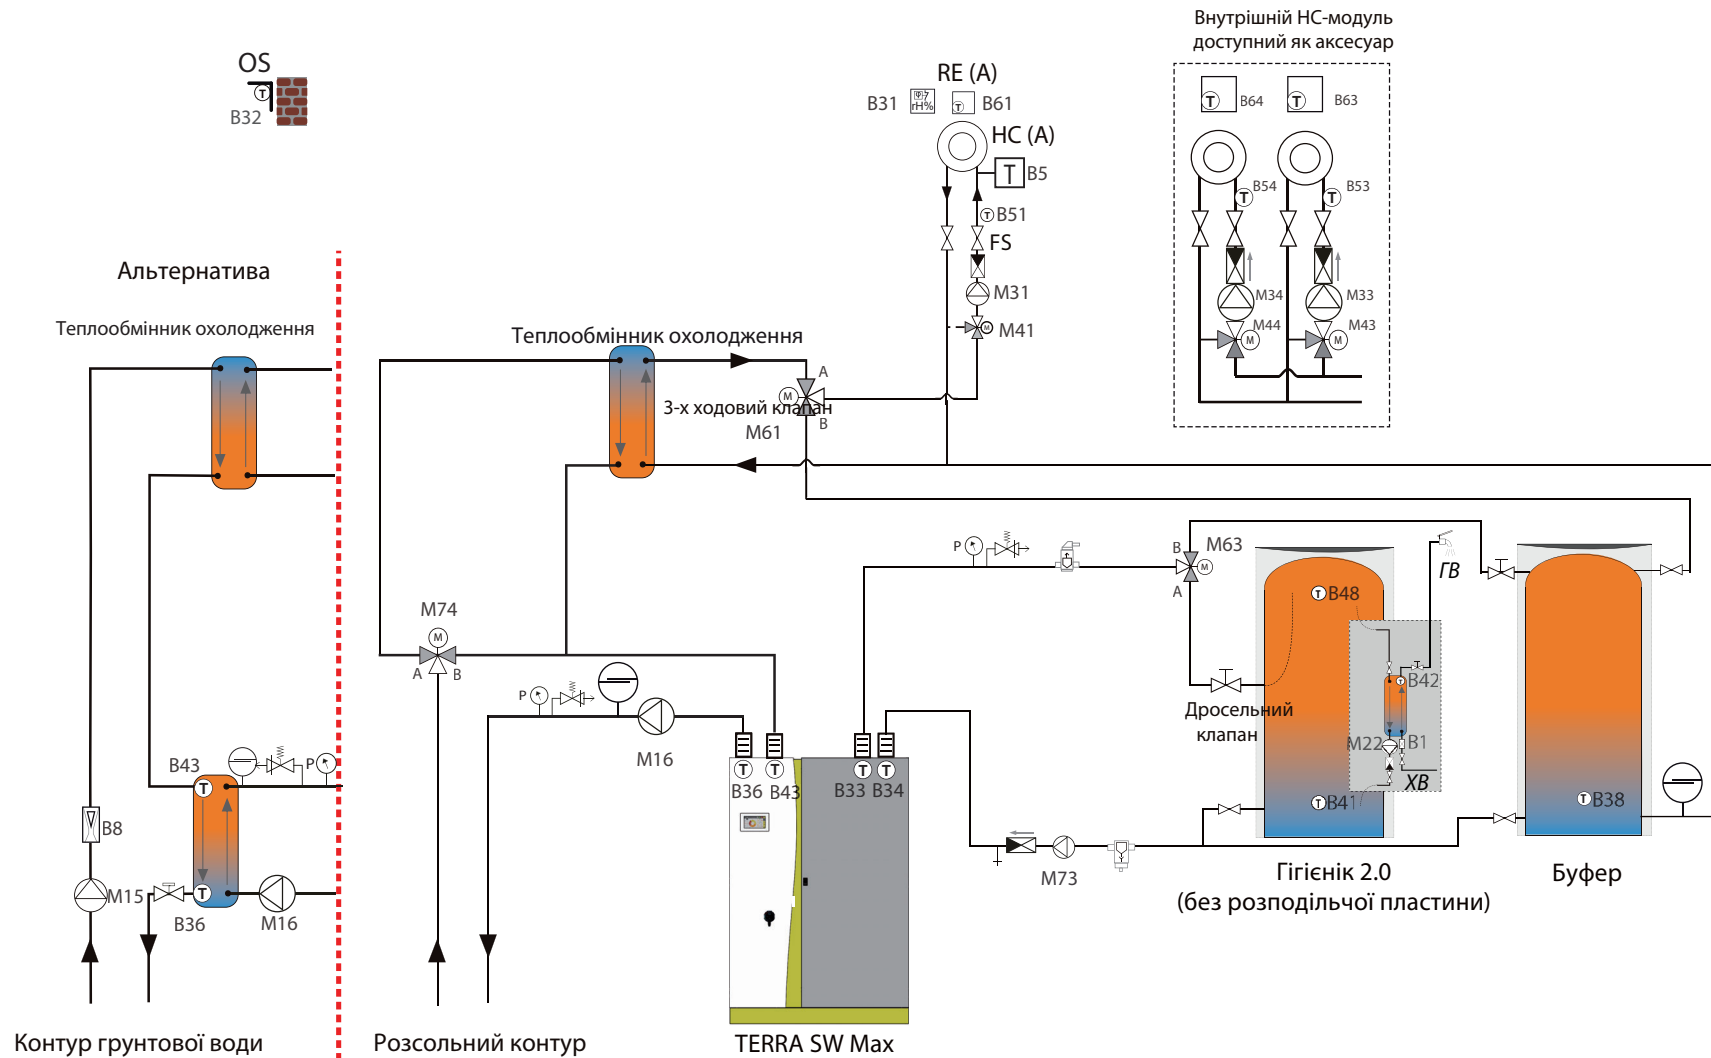 Внутрішній HC-модуль
доступний як аксесуар
OS
T
B32
RE (A)
B31
rH%
T
B61
HC (A)
T
B5
T
B51
FS
M31
M
M41
T
B64
T
B63
T
B54
T
B53
M34
M33
M44
M
M43
M
Альтернатива
Теплообмінник охолодження
Теплообмінник охолодження
A
M
3-х ходовий клапан
M61
B
P
B
M63
M
A
ГВ
T
B48
M74
M
A
B
P
T
B42
Дросельний
клапан
M16
M22
B1
B43
T
P
T
B36
T
B43
T
B33
T
B34
T
B41
ХВ
T
B38
B8
M15
T
B36
M16
M73
Гігієнік 2.0
(без розподільчої пластини)
Буфер
Контур грунтової води
Розсольний контур
TERRA SW Max